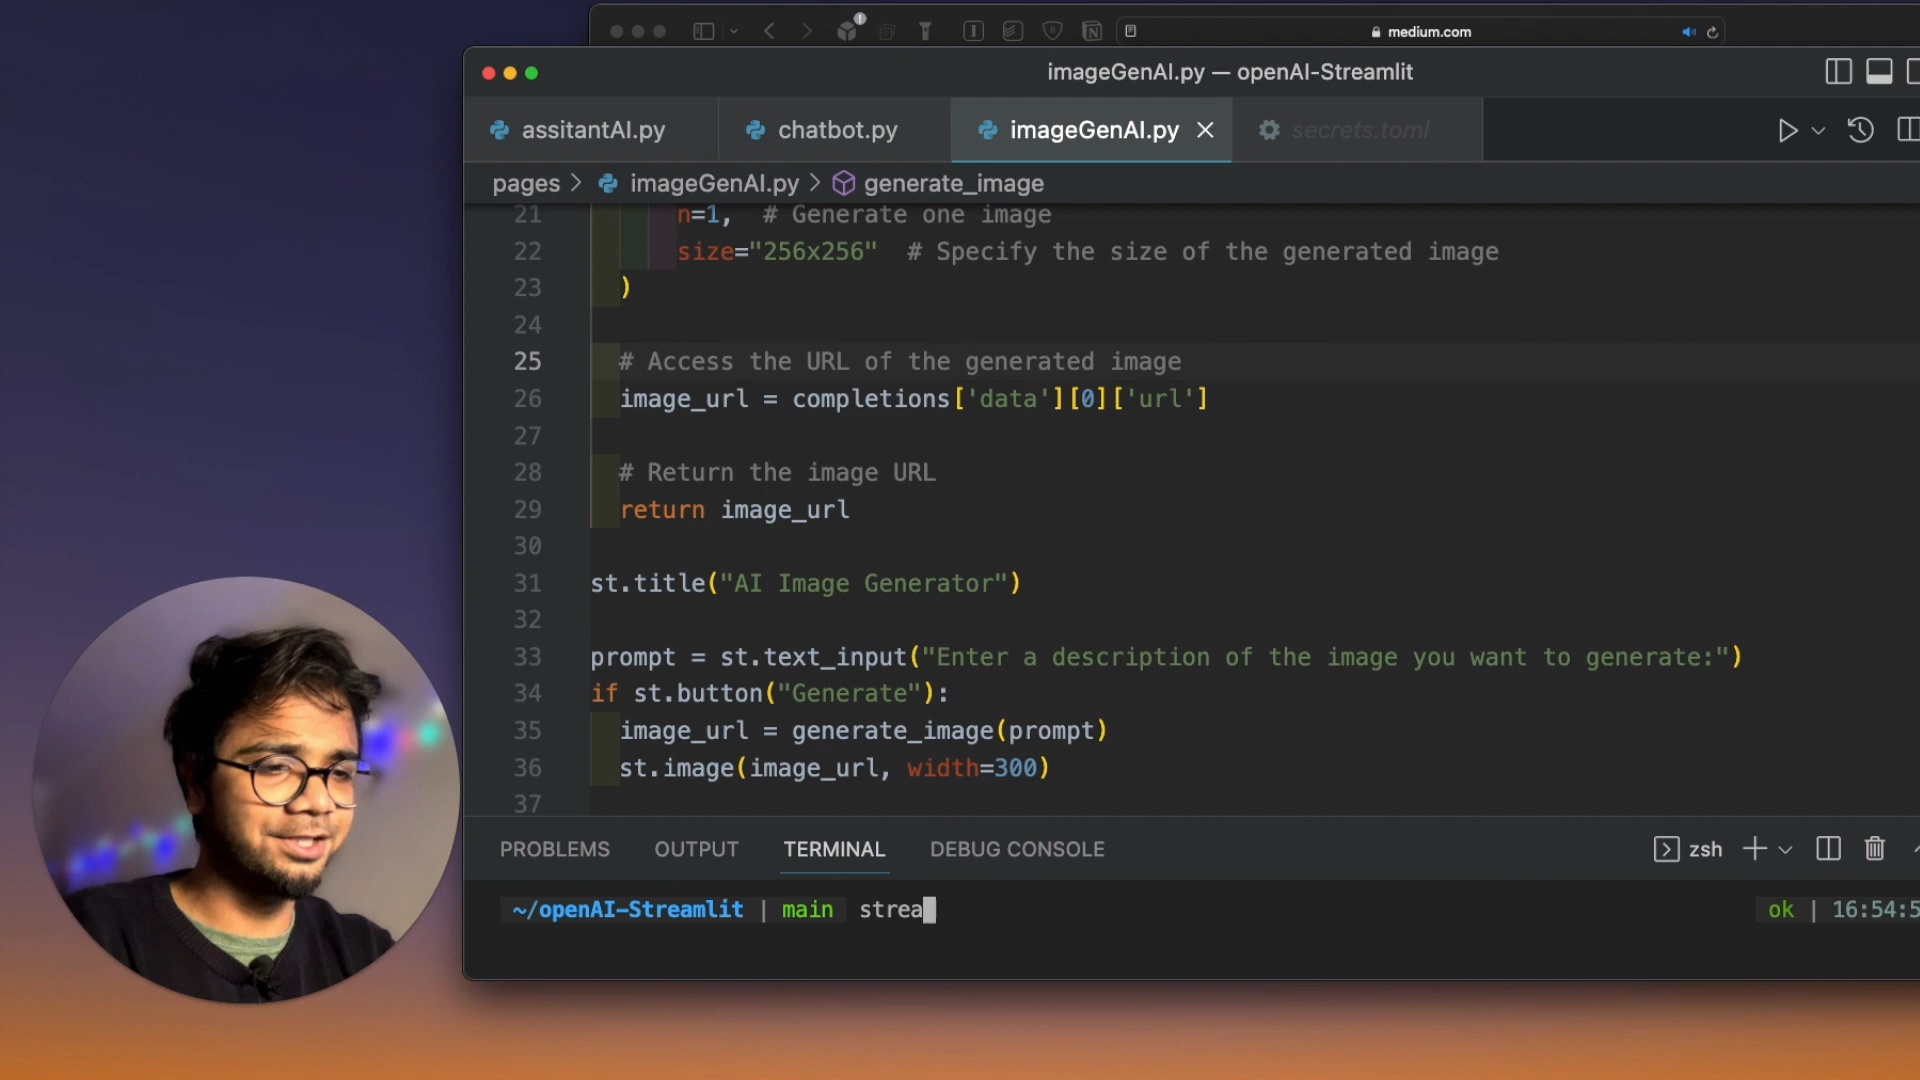 medium.com
imageGenAI.py — openAI-Streamlit
assitantAI.py
chatbot.py
imageGenAI.py
secrets.toml
pages > imageGenAI.py > generate_image
21 n=1, # Generate one image
22 size="256x256" # Specify the size of the generated image
23 )
24
25 # Access the URL of the generated image
26 image_url = completions['data'][0]['url']
27
28 # Return the image URL
29 return image_url
30
31 st.title("AI Image Generator")
32
33 prompt = st.text_input("Enter a description of the image you want to generate:")
34 if st.button("Generate"):
35 image_url = generate_image(prompt)
36 st.image(image_url, width=300)
37
PROBLEMS OUTPUT TERMINAL DEBUG CONSOLE zsh
~/openAI-Streamlit | main strea ok | 16:54:5